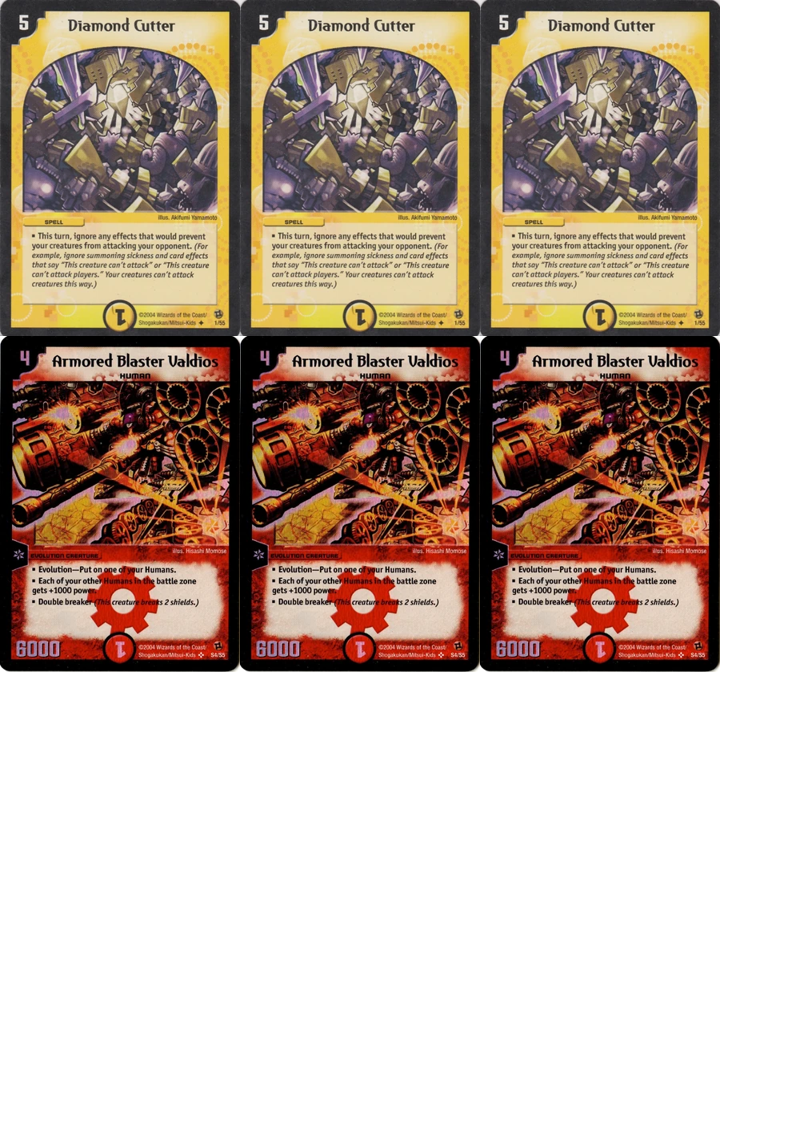 5 Diamond Cutter
illus. Akifumi Yamamoto
SPELL
▪ This turn, ignore any effects that would prevent
your creatures from attacking your opponent. (For
example, ignore summoning sickness and card effects
that say "This creature can't attack" or "This creature
can't attack players." Your creatures can't attack
creatures this way.)
1
©2004 Wizards of the Coast/
Shogakukan/Mitsui-Kids 1/55
5 Diamond Cutter
illus. Akifumi Yamamoto
SPELL
▪ This turn, ignore any effects that would prevent
your creatures from attacking your opponent. (For
example, ignore summoning sickness and card effects
that say "This creature can't attack" or "This creature
can't attack players." Your creatures can't attack
creatures this way.)
1
©2004 Wizards of the Coast/
Shogakukan/Mitsui-Kids 1/55
5 Diamond Cutter
illus. Akifumi Yamamoto
SPELL
▪ This turn, ignore any effects that would prevent
your creatures from attacking your opponent. (For
example, ignore summoning sickness and card effects
that say "This creature can't attack" or "This creature
can't attack players." Your creatures can't attack
creatures this way.)
1
©2004 Wizards of the Coast/
Shogakukan/Mitsui-Kids 1/55
4 Armored Blaster Valdios
HUMAN
illus. Hisashi Momose
EVOLUTION CREATURE
▪ Evolution—Put on one of your Humans.
▪ Each of your other Humans in the battle zone
gets +1000 power.
▪ Double breaker (This creature breaks 2 shields.)
6000
1
©2004 Wizards of the Coast/
Shogakukan/Mitsui-Kids S4/S5
4 Armored Blaster Valdios
HUMAN
illus. Hisashi Momose
EVOLUTION CREATURE
▪ Evolution—Put on one of your Humans.
▪ Each of your other Humans in the battle zone
gets +1000 power.
▪ Double breaker (This creature breaks 2 shields.)
6000
1
©2004 Wizards of the Coast/
Shogakukan/Mitsui-Kids S4/S5
4 Armored Blaster Valdios
HUMAN
illus. Hisashi Momose
EVOLUTION CREATURE
▪ Evolution—Put on one of your Humans.
▪ Each of your other Humans in the battle zone
gets +1000 power.
▪ Double breaker (This creature breaks 2 shields.)
6000
1
©2004 Wizards of the Coast/
Shogakukan/Mitsui-Kids S4/S5